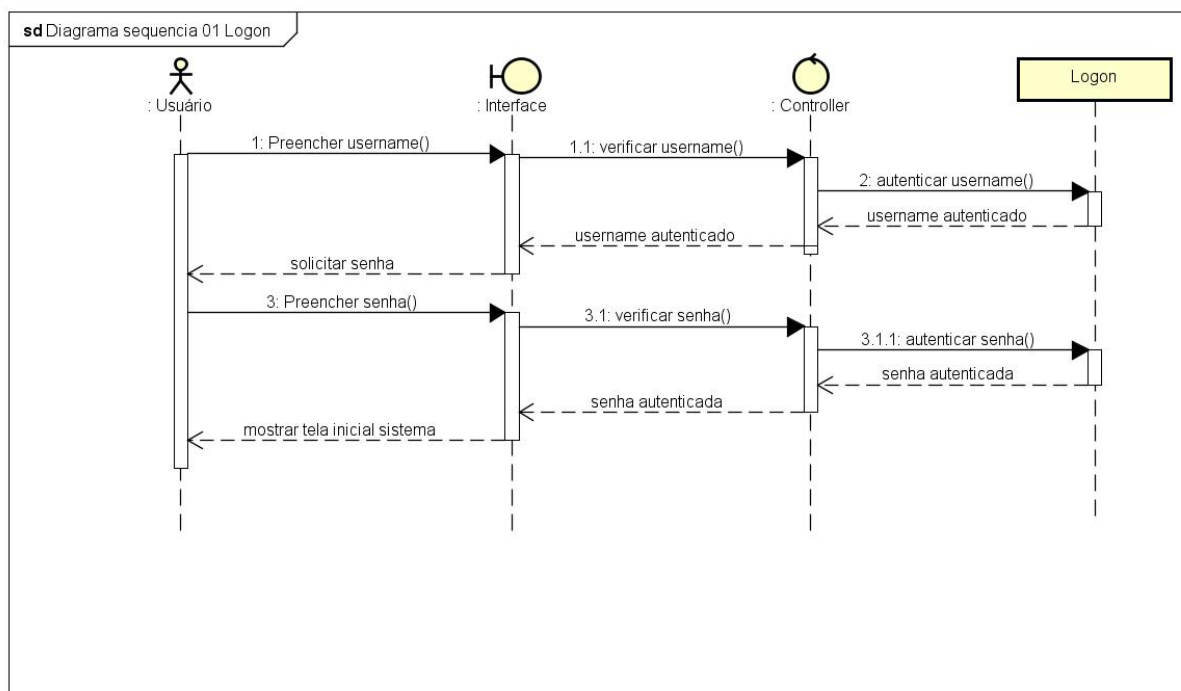 sd Diagrama sequencia 01 Logon
: Usuário
: Interface
: Controller
Logon
1: Preencher username()
1.1: verificar username()
2: autenticar username()
username autenticado
username autenticado
solicitar senha
3: Preencher senha()
3.1: verificar senha()
3.1.1: autenticar senha()
senha autenticada
senha autenticada
mostrar tela inicial sistema